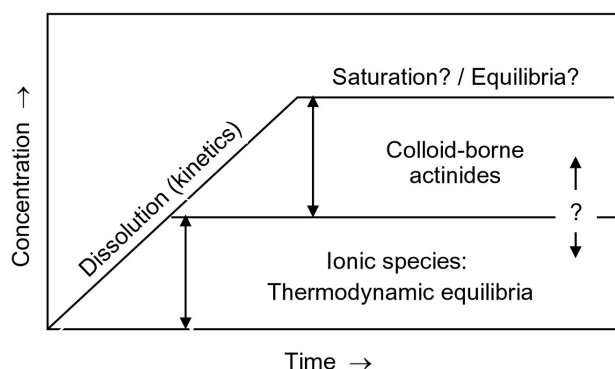 Saturation? / Equilibria?
Concentration →
Dissolution (kinetics)
Colloid-borne
actinides
?
Ionic species:
Thermodynamic equilibria
Time →